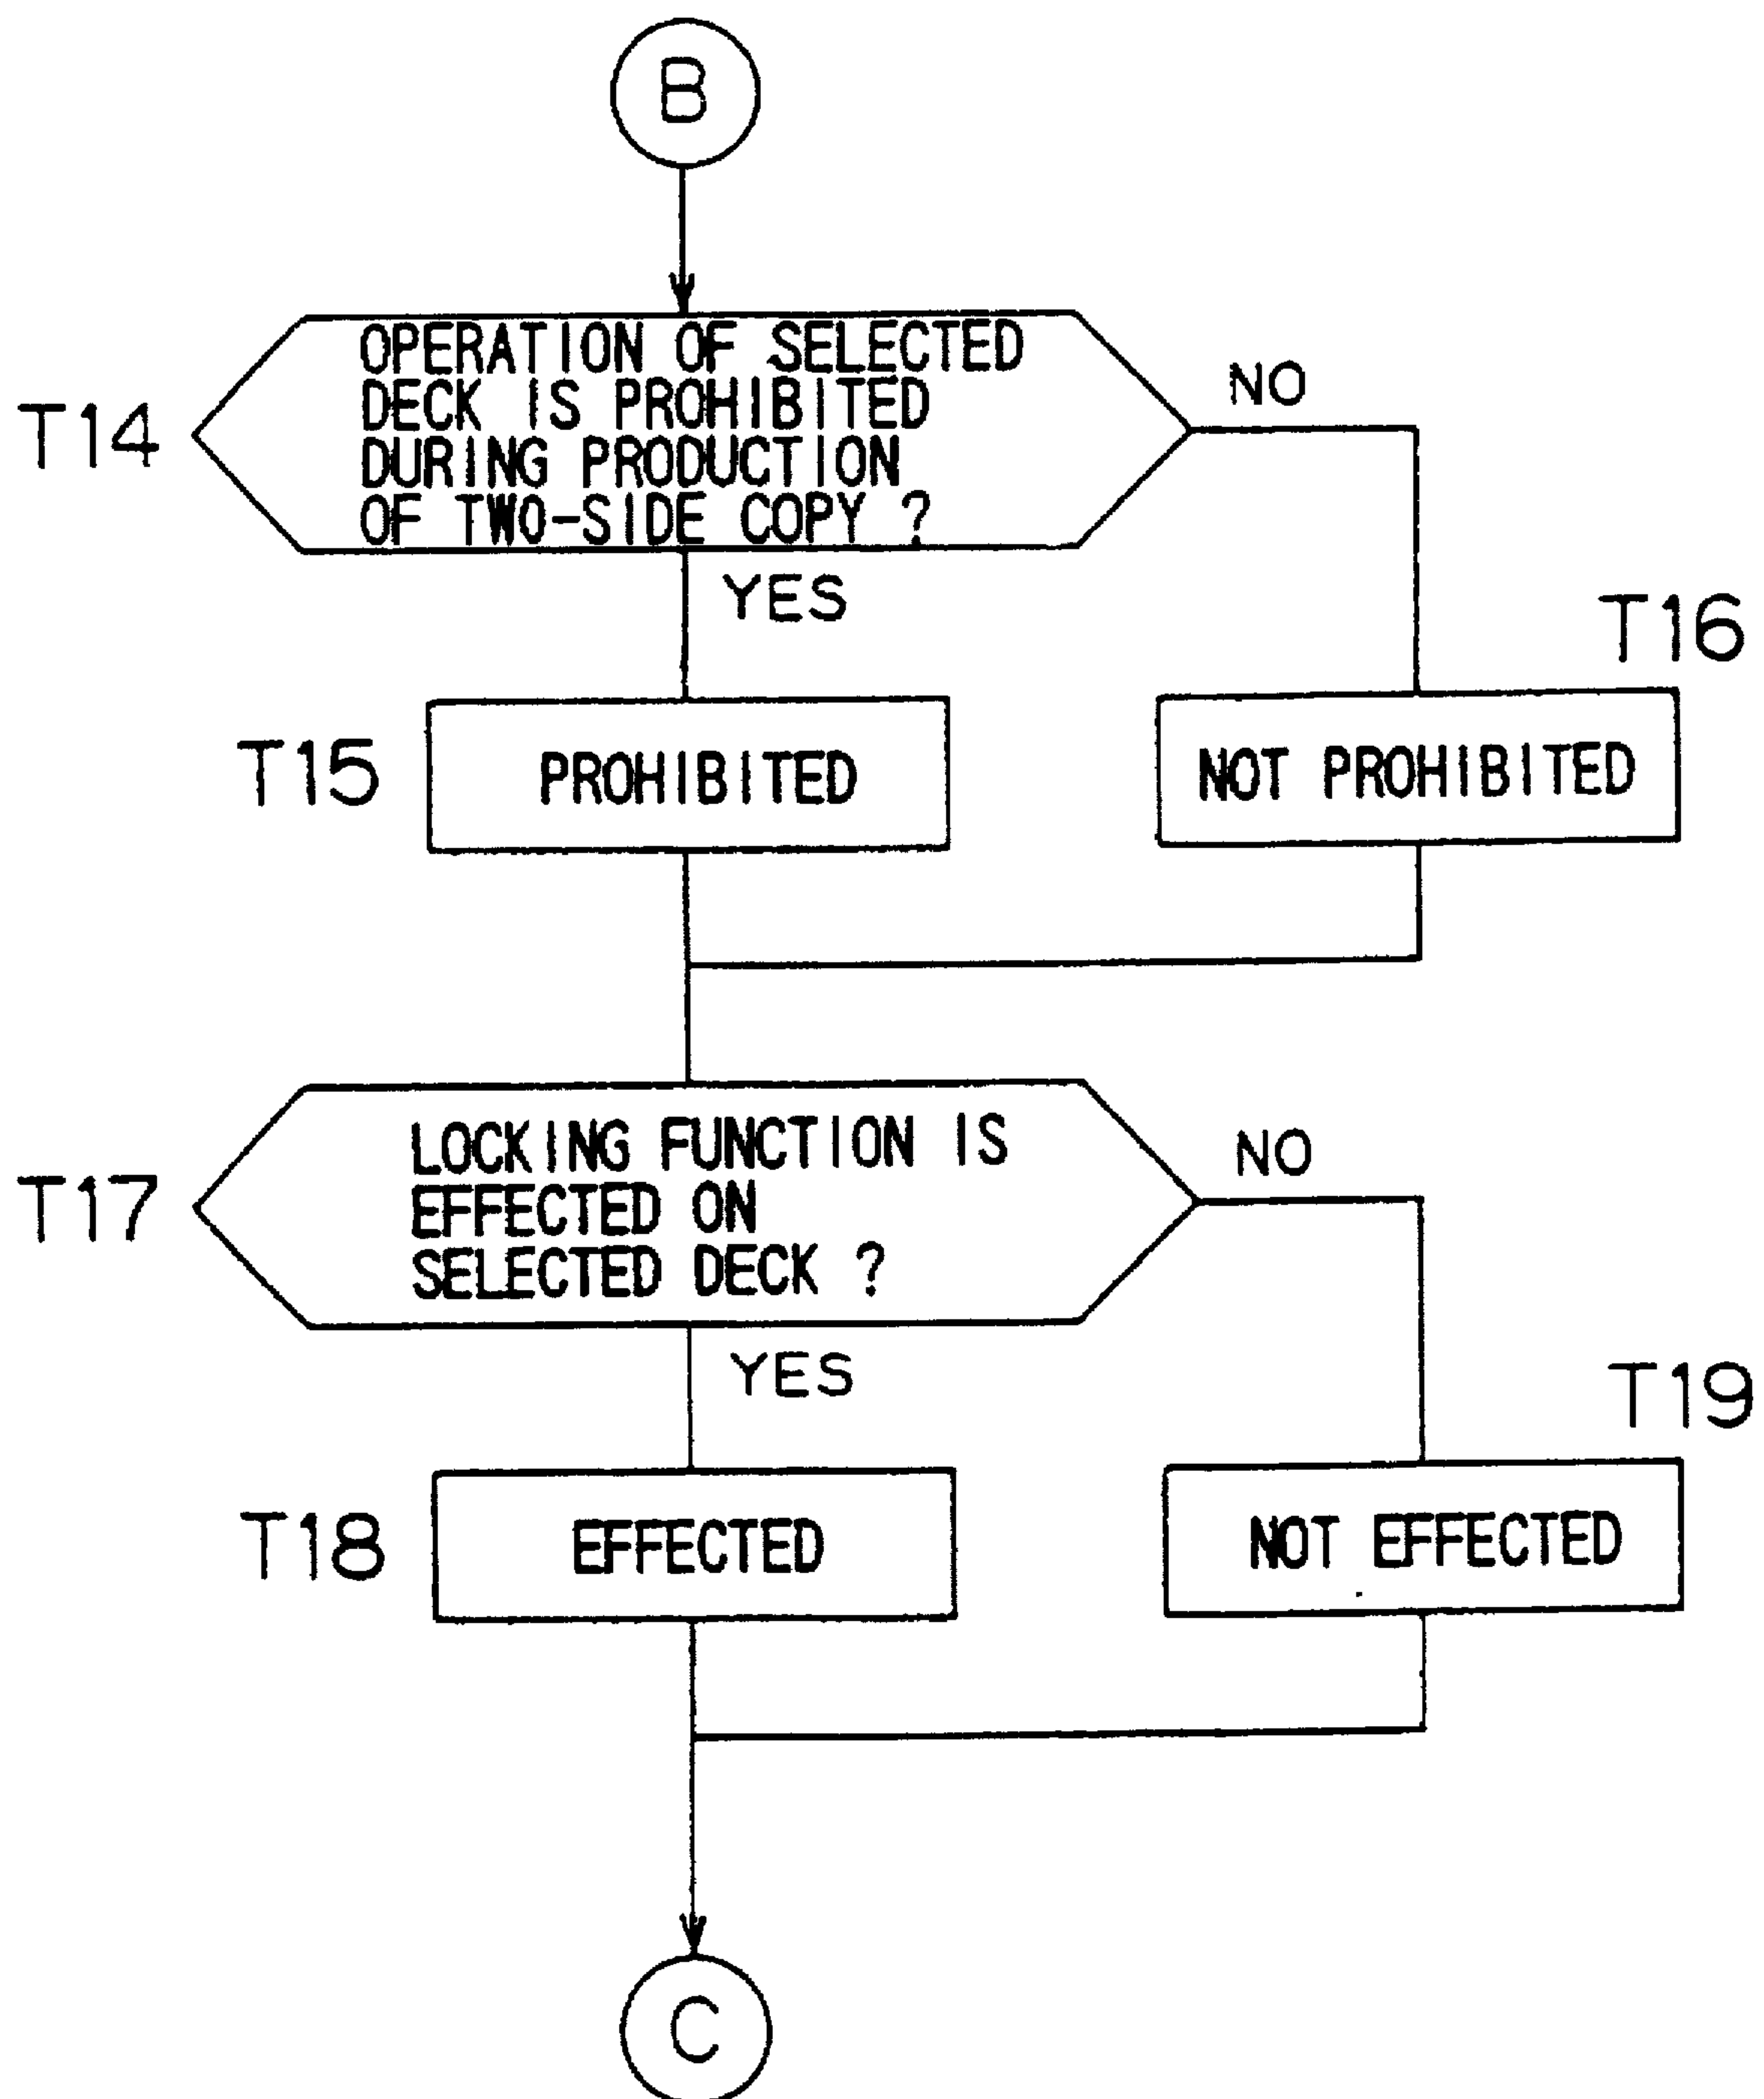 B
T14
OPERATION OF SELECTED
DECK IS PROHIBITED
DURING PRODUCTION
OF TWO-SIDE COPY ?
NO
YES
T16
T15
PROHIBITED
NOT PROHIBITED
T17
LOCKING FUNCTION IS
EFFECTED ON
SELECTED DECK ?
NO
YES
T19
T18
EFFECTED
NOT EFFECTED
C